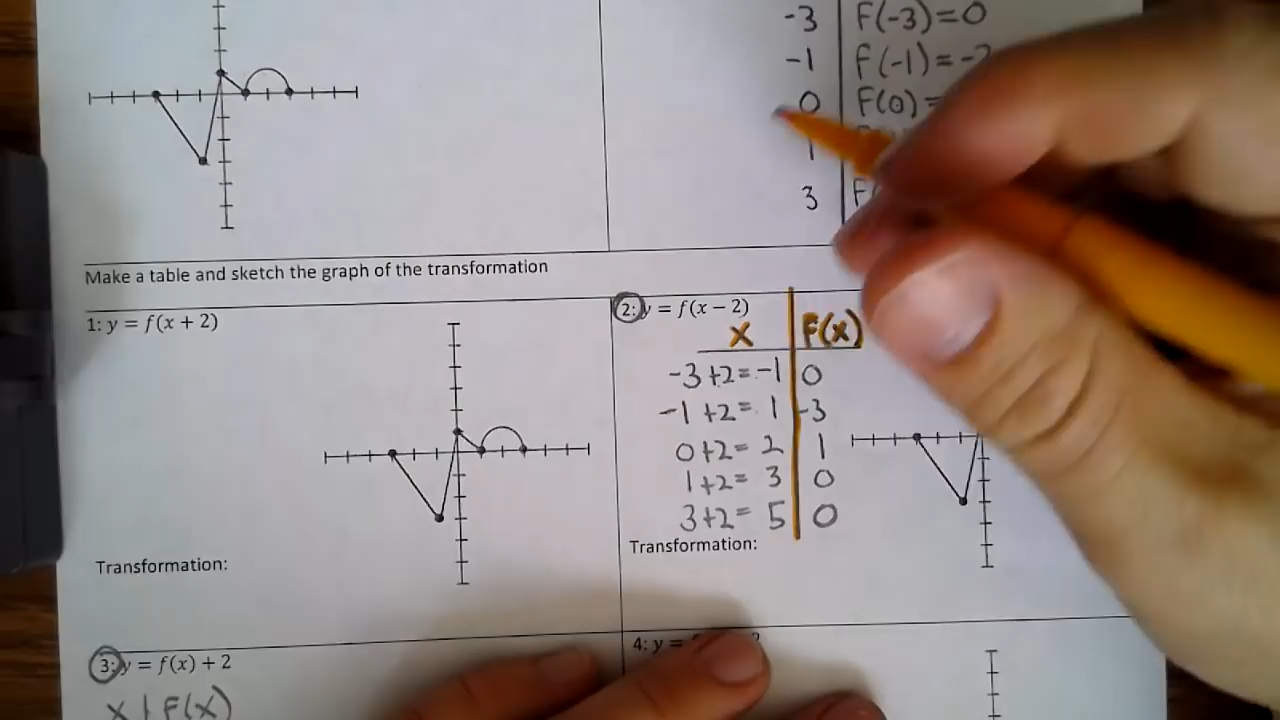 -3 F(-3)=0
-1 F(-1)=-
0 F(0)=
1
3 F(
Make a table and sketch the graph of the transformation
1: y = f(x + 2)
Transformation:
2: y = f(x – 2)
x F(x)
-3+2=-1 0
-1+2= 1 -3
0+2= 2 1
1+2= 3 0
3+2= 5 0
Transformation:
3: y = f(x) + 2
x F(x)
4: y =